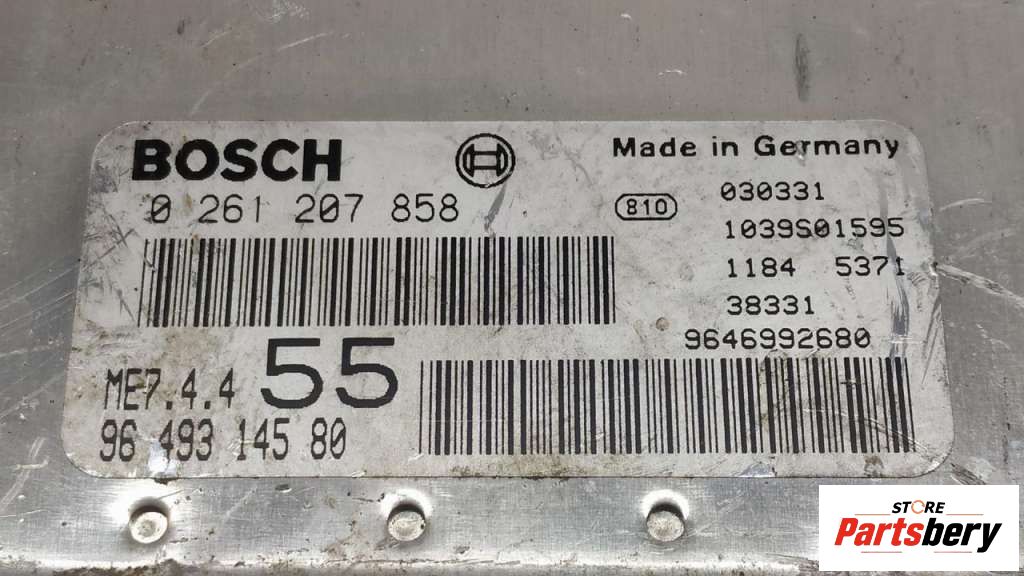 BOSCH
Made in Germany
0 261 207 858
810
030331
1039S01595
1184 5371
38331
9646992680
ME7.4.4 55
96 493 145 80
STORE
Partsbery